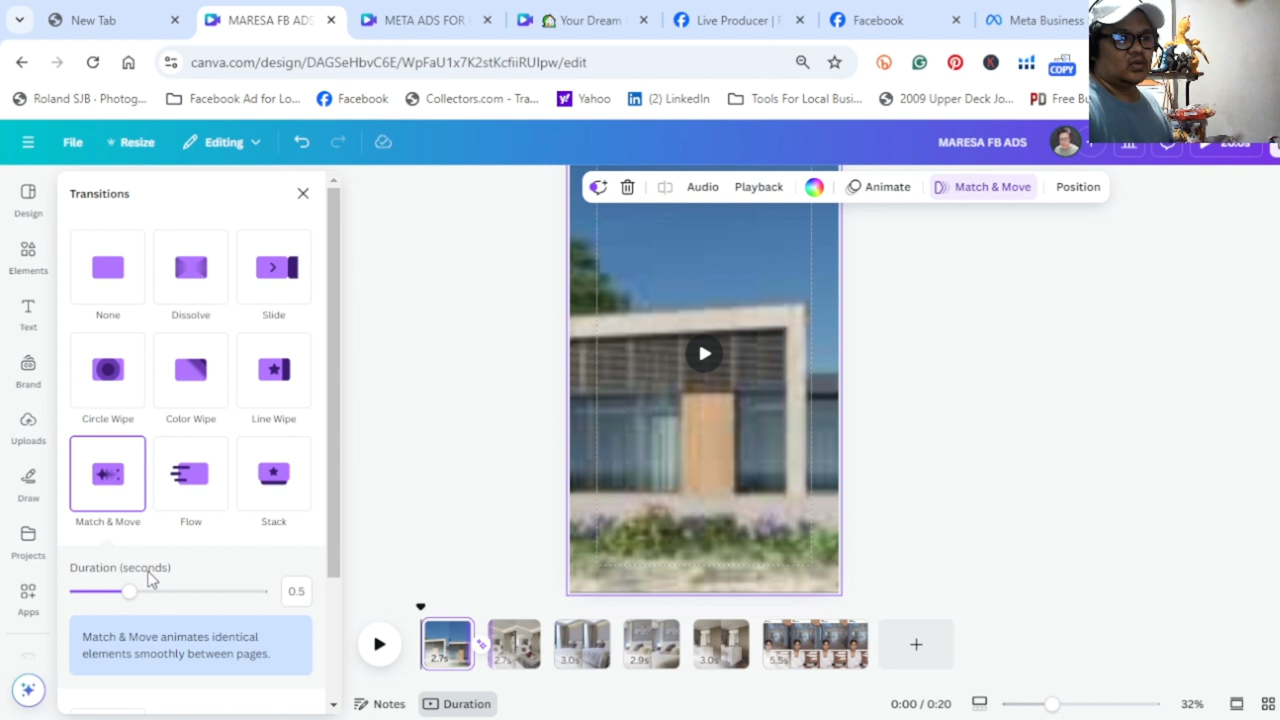 New Tab
MARESA FB ADS
META ADS FOR
Your Dream
Live Producer | F
Facebook
Meta Business
canva.com/design/DAGSeHbvC6E/WpFaU1x7K2stKcfiiRUIpw/edit
COPY
Roland SJB · Photog...
Facebook Ad for Lo...
Facebook
Collectors.com - Tra...
Yahoo
(2) LinkedIn
Tools For Local Busi...
2009 Upper Deck Jo...
Free Bu
File
Resize
Editing
MARESA FB ADS
Design
Elements
Text
Brand
Uploads
Draw
Projects
Apps
Transitions
None
Dissolve
Slide
Circle Wipe
Color Wipe
Line Wipe
Match & Move
Flow
Stack
Duration (seconds)
0.5
Match & Move animates identical
elements smoothly between pages.
Audio
Playback
Animate
Match & Move
Position
2.7s
2.7s
3.0s
2.9s
3.0s
5.5s
Notes
Duration
0:00 / 0:20
32%